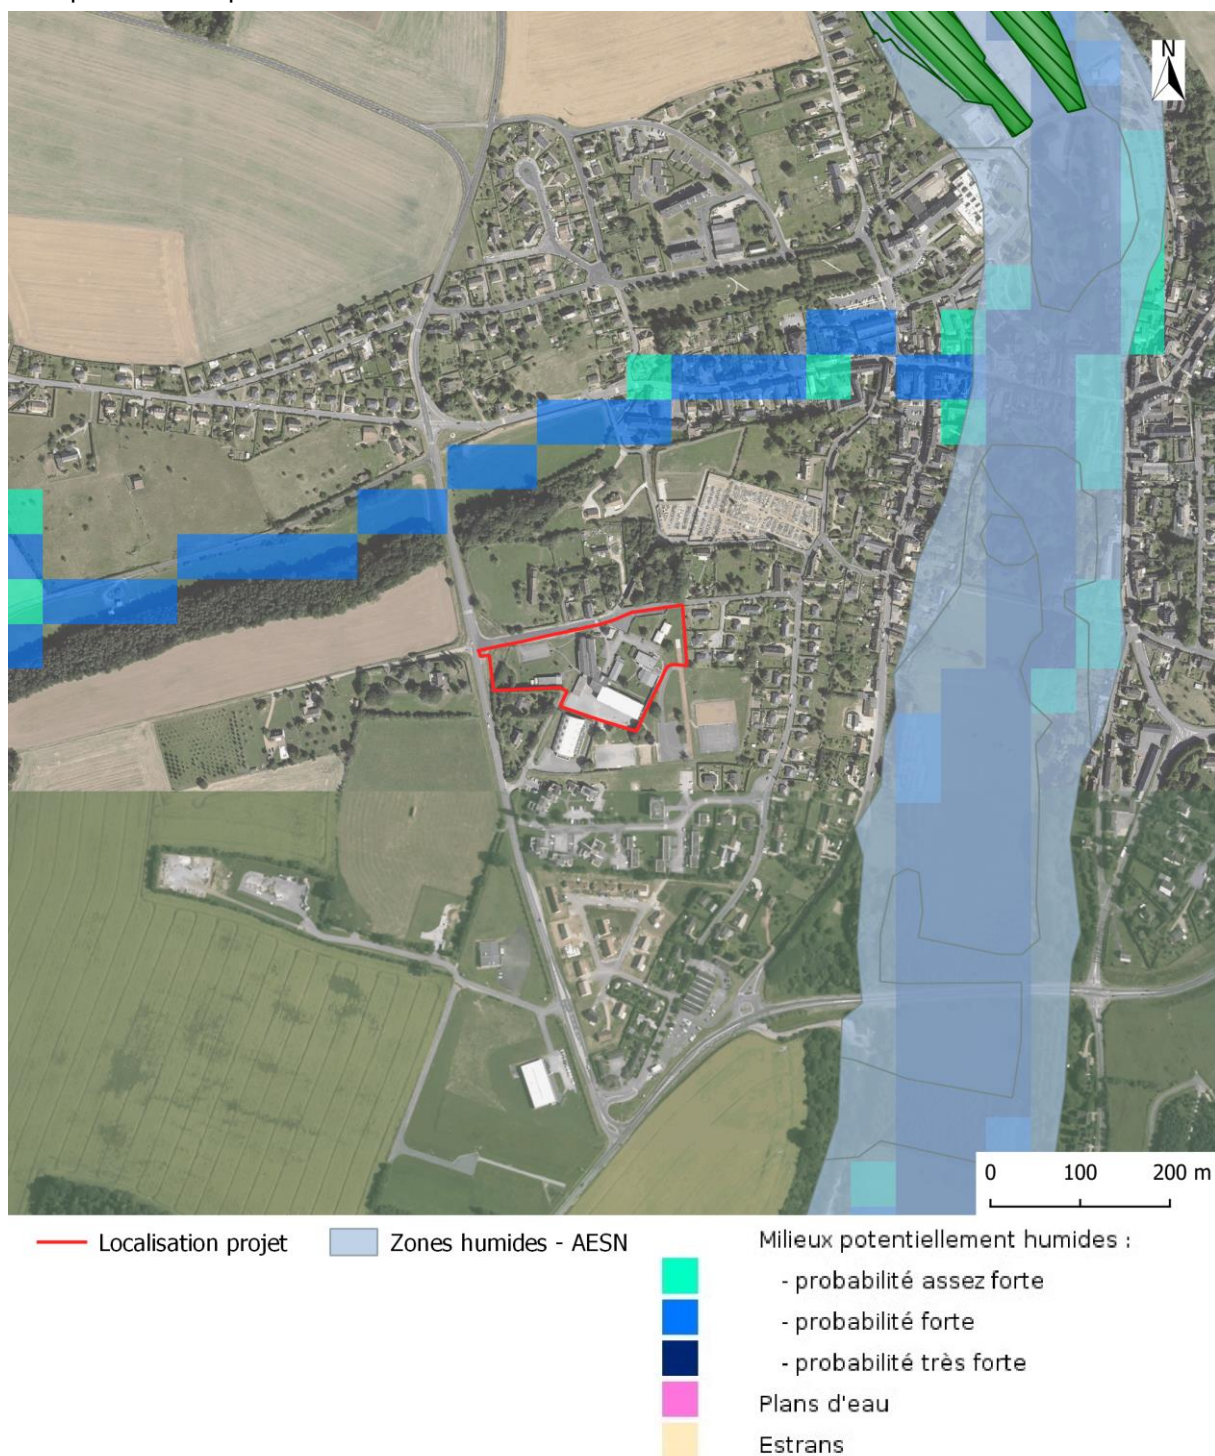 N
0 100 200 m
Localisation projet
Zones humides - AESN
Milieux potentiellement humides :
- probabilité assez forte
- probabilité forte
- probabilité très forte
Plans d'eau
Estrans